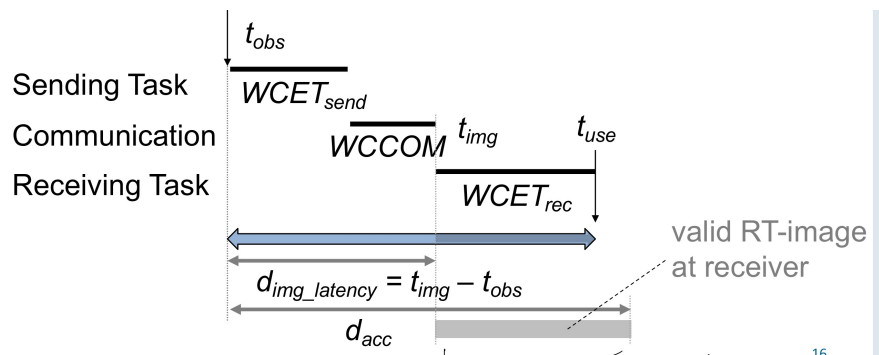 t_obs
Sending Task
WCET_send
Communication
WCCOM
t_img
t_use
Receiving Task
WCET_rec
valid RT-image
at receiver
d_img_latency = t_img – t_obs
d_acc
16